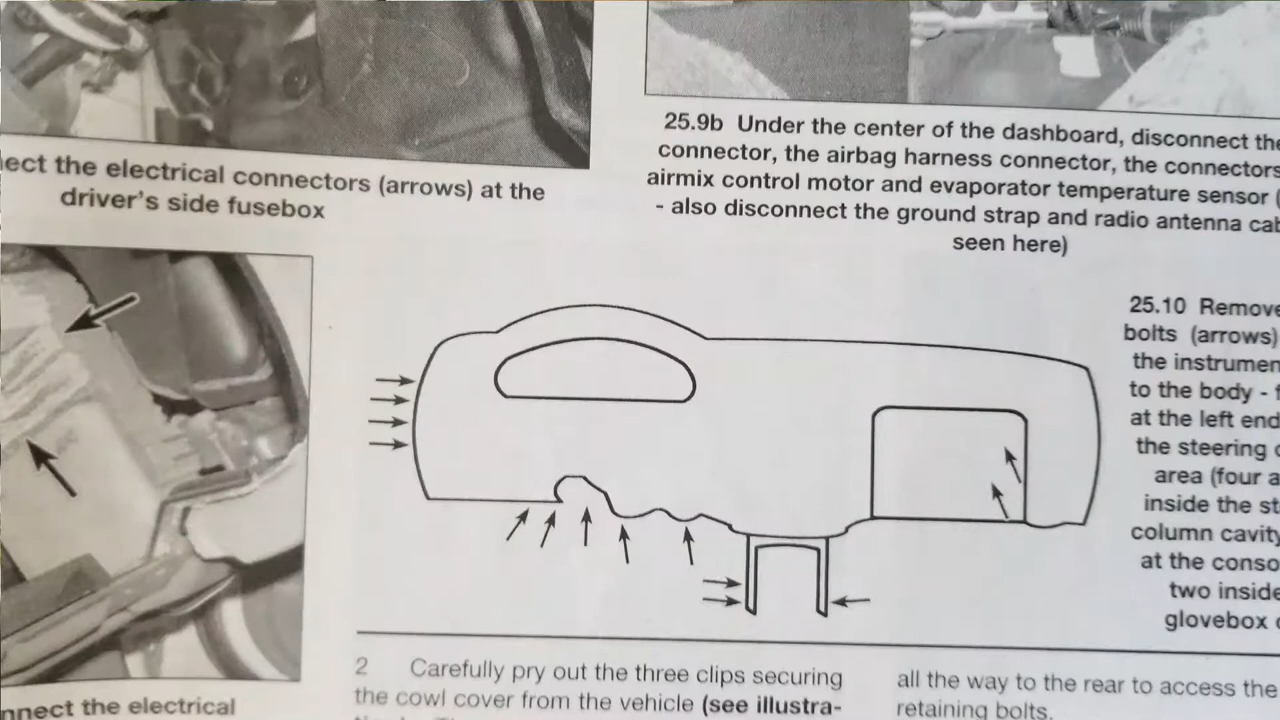 ect the electrical connectors (arrows) at the
driver's side fusebox
25.9b Under the center of the dashboard, disconnect the
connector, the airbag harness connector, the connectors
airmix control motor and evaporator temperature sensor (
- also disconnect the ground strap and radio antenna cab
seen here)
25.10 Remove
bolts (arrows)
the instrumen
to the body -
at the left end
the steering c
area (four a
inside the st
column cavity
at the conso
two inside
glovebox
2 Carefully pry out the three clips securing
the cowl cover from the vehicle (see illustra-
all the way to the rear to access the
retaining bolts.
nnect the electrical